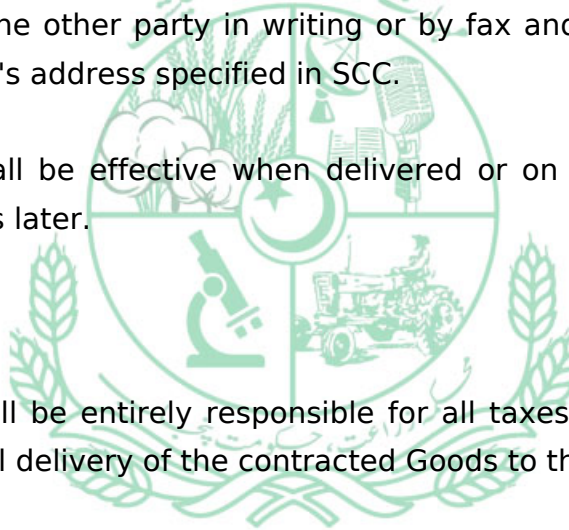 he other party in writing or by fax and
's address specified in SCC.
all be effective when delivered or on
s later.
ll be entirely responsible for all taxes
l delivery of the contracted Goods to th